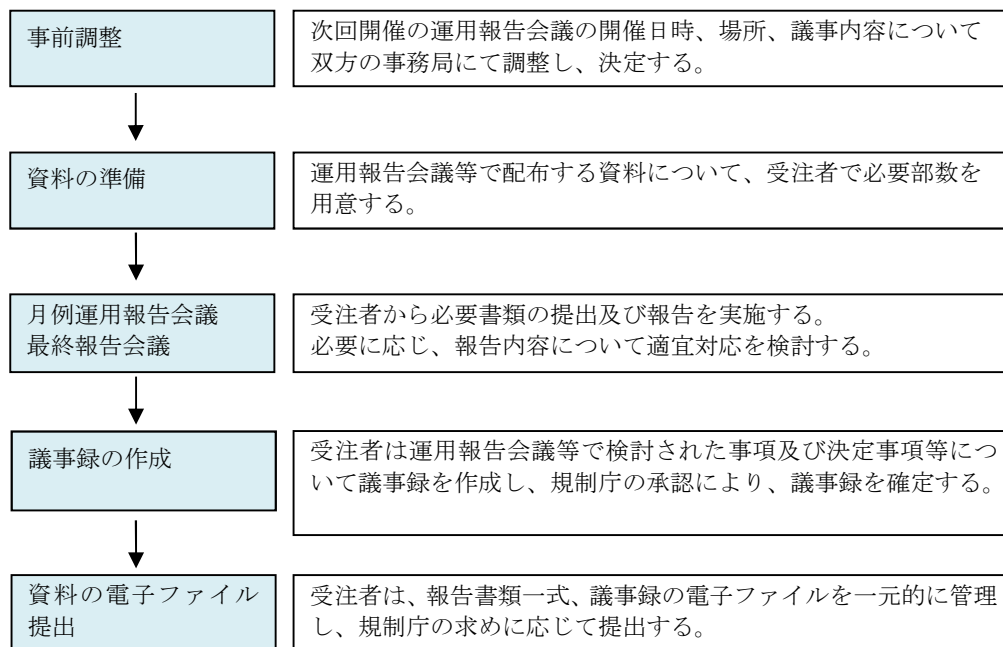 事前調整
次回開催の運用報告会議の開催日時、場所、議事内容について
双方の事務局にて調整し、決定する。
資料の準備
運用報告会議等で配布する資料について、受注者で必要部数を
用意する。
月例運用報告会議
最終報告会議
受注者から必要書類の提出及び報告を実施する。
必要に応じ、報告内容について適宜対応を検討する。
議事録の作成
受注者は運用報告会議等で検討された事項及び決定事項等につ
いて議事録を作成し、規制庁の承認により、議事録を確定する。
資料の電子ファイル
提出
受注者は、報告書類一式、議事録の電子ファイルを一元的に管理
し、規制庁の求めに応じて提出する。